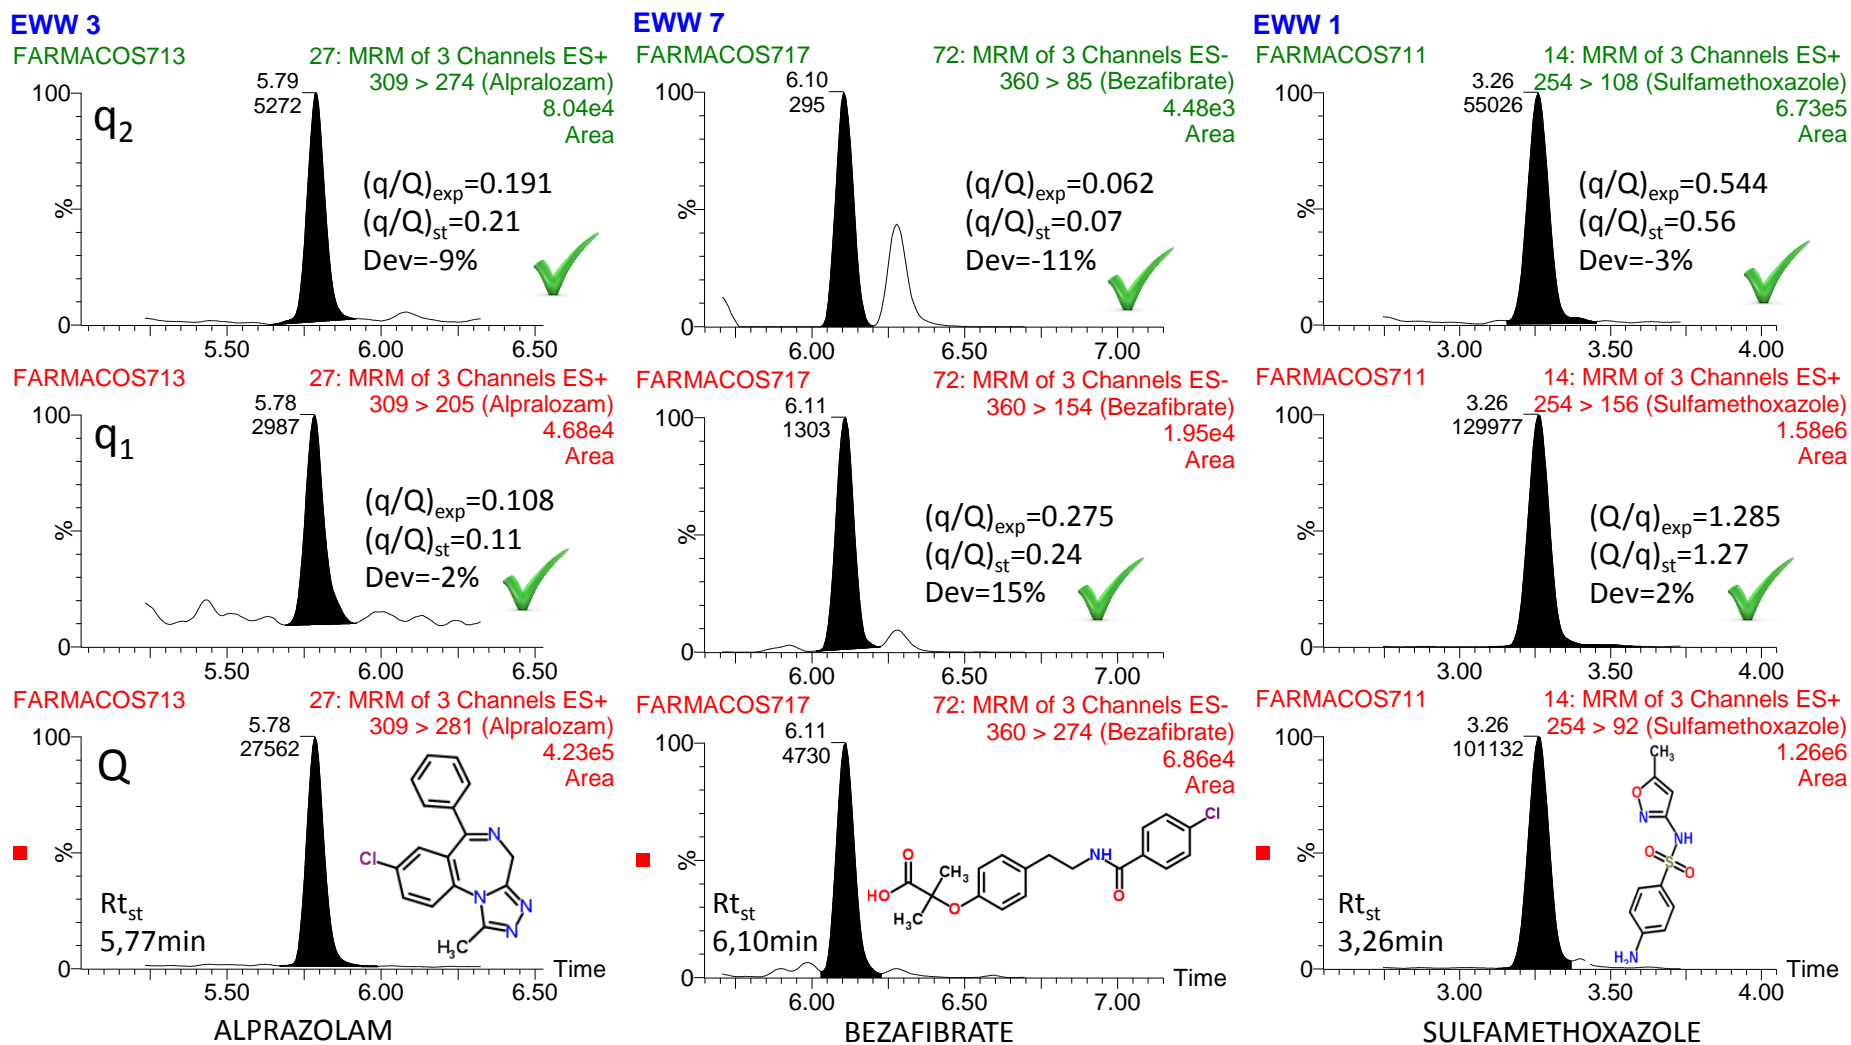 EWW 3
FARMACOS713
27: MRM of 3 Channels ES+
309 > 274 (Alpralozam)
8.04e4
Area
5.79
5272
100
q2
%
0
(q/Q)exp=0.191
(q/Q)st=0.21
Dev=-9%
5.50
6.00
6.50
FARMACOS713
27: MRM of 3 Channels ES+
309 > 205 (Alpralozam)
4.68e4
Area
5.78
2987
100
q1
%
0
(q/Q)exp=0.108
(q/Q)st=0.11
Dev=-2%
5.50
6.00
6.50
FARMACOS713
27: MRM of 3 Channels ES+
309 > 281 (Alpralozam)
4.23e5
Area
5.78
27562
100
Q
%
0
Cl
N
N
N
N
H3C
Rtst
5,77min
Time
5.50
6.00
6.50
ALPRAZOLAM
EWW 7
FARMACOS717
72: MRM of 3 Channels ES-
360 > 85 (Bezafibrate)
4.48e3
Area
6.10
295
100
%
0
(q/Q)exp=0.062
(q/Q)st=0.07
Dev=-11%
6.00
6.50
7.00
FARMACOS717
72: MRM of 3 Channels ES-
360 > 154 (Bezafibrate)
1.95e4
Area
6.11
1303
100
%
0
(q/Q)exp=0.275
(q/Q)st=0.24
Dev=15%
6.00
6.50
7.00
FARMACOS717
72: MRM of 3 Channels ES-
360 > 274 (Bezafibrate)
6.86e4
Area
6.11
4730
100
%
0
Cl
NH
O
O
CH3
HO
H3C
O
Rtst
6,10min
Time
6.00
6.50
7.00
BEZAFIBRATE
EWW 1
FARMACOS711
14: MRM of 3 Channels ES+
254 > 108 (Sulfamethoxazole)
6.73e5
Area
3.26
55026
100
%
0
(q/Q)exp=0.544
(q/Q)st=0.56
Dev=-3%
3.00
3.50
4.00
FARMACOS711
14: MRM of 3 Channels ES+
254 > 156 (Sulfamethoxazole)
1.58e6
Area
3.26
129977
100
%
0
(Q/q)exp=1.285
(Q/q)st=1.27
Dev=2%
3.00
3.50
4.00
FARMACOS711
14: MRM of 3 Channels ES+
254 > 92 (Sulfamethoxazole)
1.26e6
Area
3.26
101132
100
%
0
CH3
O
N
NH
O
S
O
H2N
Rtst
3,26min
Time
3.00
3.50
4.00
SULFAMETHOXAZOLE